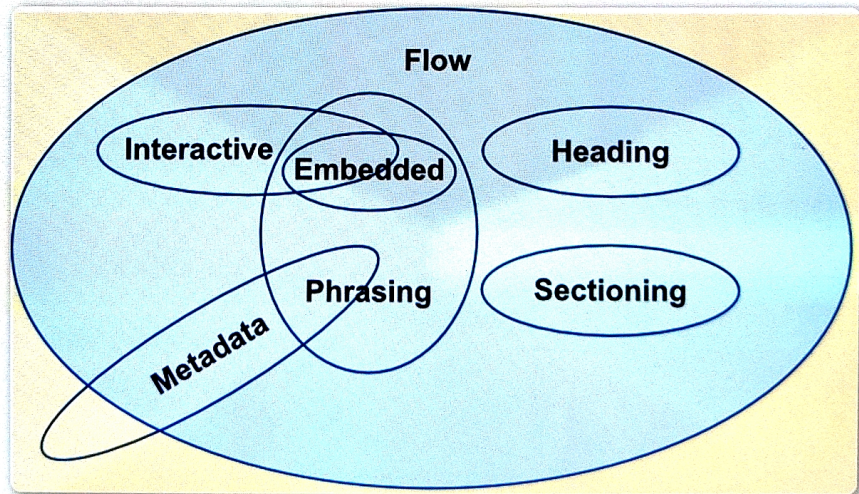 Flow
Interactive
Embedded
Heading
Phrasing
Sectioning
Metadata